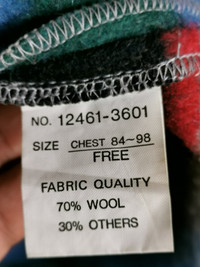 NO. 12461-3601
SIZE CHEST 84~98
FREE
FABRIC QUALITY
70% WOOL
30% OTHERS